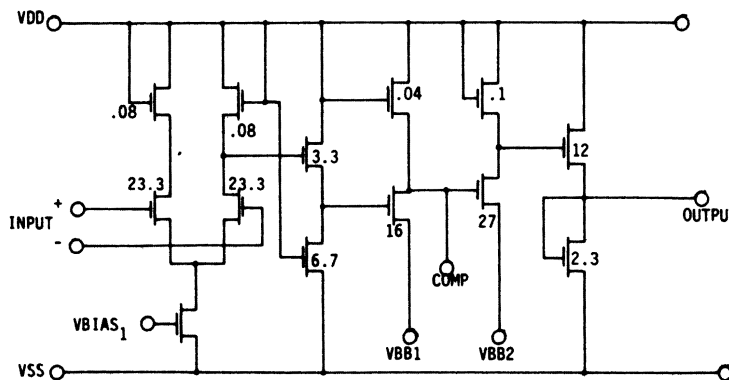 VDD
.08
.08
.04
.1
3.3
12
23.3
23.3
+
INPUT
-
16
27
OUTPUT
6.7
2.3
COMP
VBIAS1
VBB1
VBB2
VSS